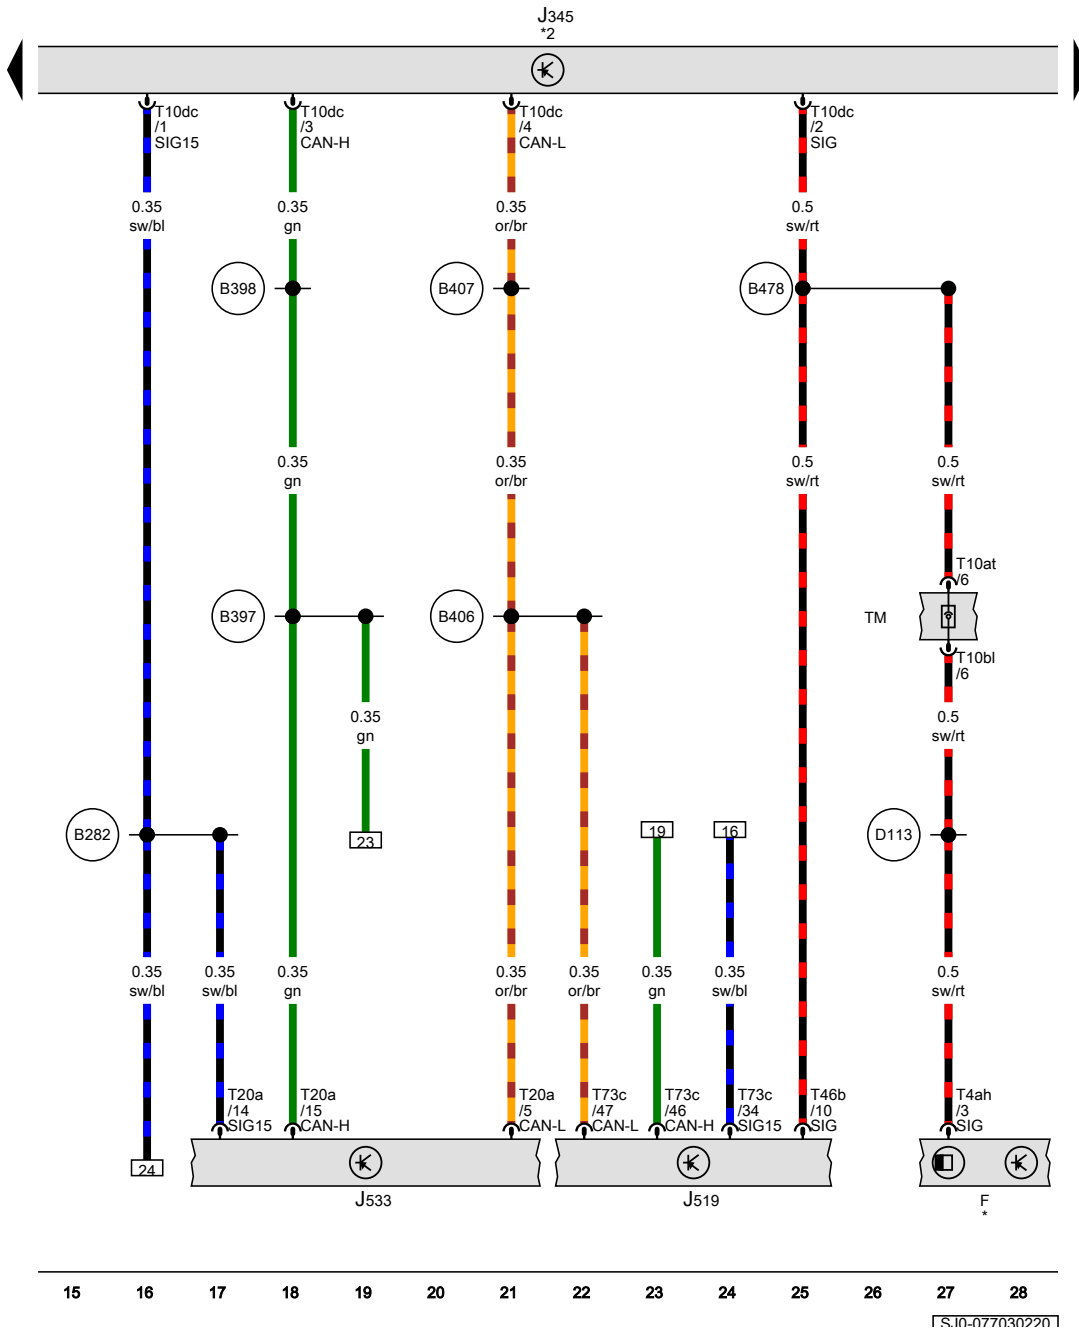 J345
*2
T10dc
/1
SIG15
T10dc
/3
CAN-H
T10dc
/4
CAN-L
T10dc
/2
SIG
0.35
sw/bl
0.35
gn
0.35
or/br
0.5
sw/rt
B398
B407
B478
0.35
gn
0.35
or/br
0.5
sw/rt
0.5
sw/rt
T10at
/6
B397
B406
TM
T10bl
/6
0.35
gn
0.5
sw/rt
B282
23
19
16
D113
0.35
sw/bl
0.35
sw/bl
0.35
gn
0.35
or/br
0.35
or/br
0.35
gn
0.35
sw/bl
0.5
sw/rt
T20a
/14
SIG15
T20a
/15
CAN-H
T20a
/5
CAN-L
T73c
/47
CAN-L
T73c
/46
CAN-H
T73c
/34
SIG15
T46b
/10
SIG
T4ah
/3
SIG
24
J533
J519
F
*
15 16 17 18 19 20 21 22 23 24 25 26 27 28
SJ0-077030220